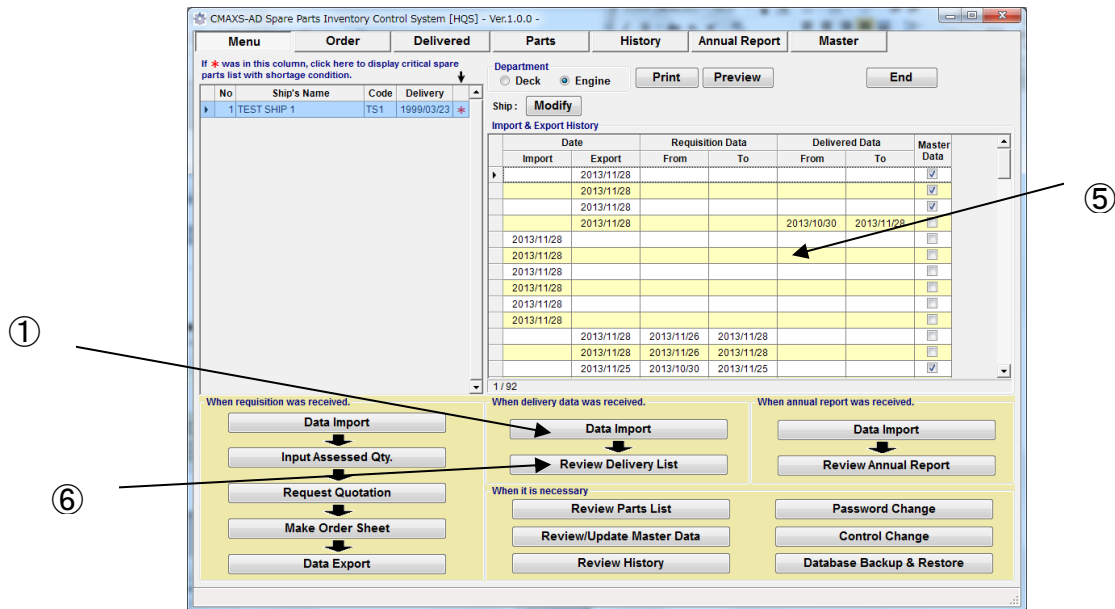 CMAXS-AD Spare Parts Inventory Control System [HQS] - Ver.1.0.0 -
Menu Order Delivered Parts History Annual Report Master
If * was in this column, click here to display critical spare
parts list with shortage condition.
No Ship's Name Code Delivery
1 TEST SHIP 1 TS1 1999/03/23 *
Department
Deck Engine Print Preview End
Ship : Modify
Import & Export History
Date Requisition Data Delivered Data Master
Data
Import Export From To From To
2013/11/28
2013/11/28
2013/11/28
2013/11/28 2013/10/30 2013/11/28
2013/11/28
2013/11/28
2013/11/28
2013/11/28
2013/11/28
2013/11/28
2013/11/28 2013/11/26 2013/11/28
2013/11/28 2013/11/26 2013/11/28
2013/11/25 2013/10/30 2013/11/25
1 / 92
⑤
①
⑥
When requisition was received.
Data Import
Input Assessed Qty.
Request Quotation
Make Order Sheet
Data Export
When delivery data was received.
Data Import
Review Delivery List
When annual report was received.
Data Import
Review Annual Report
When it is necessary
Review Parts List Password Change
Review/Update Master Data Control Change
Review History Database Backup & Restore